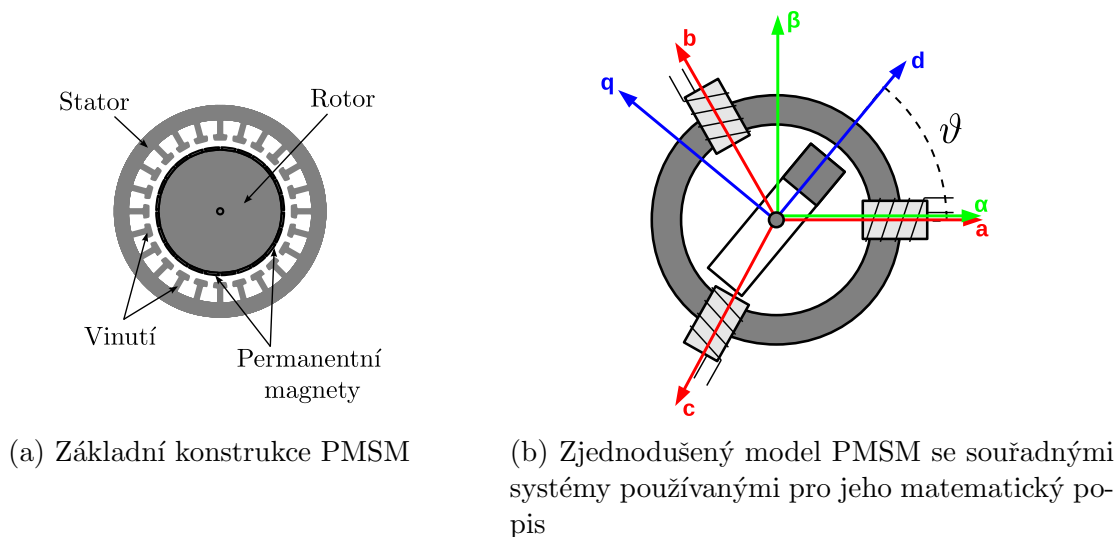 Stator
Rotor
Vinutí
Permanentní
magnety
(a) Základní konstrukce PMSM
β
b
d
q
ϑ
α
a
c
(b) Zjednodušený model PMSM se souřadnými
systémy používanými pro jeho matematický po-
pis